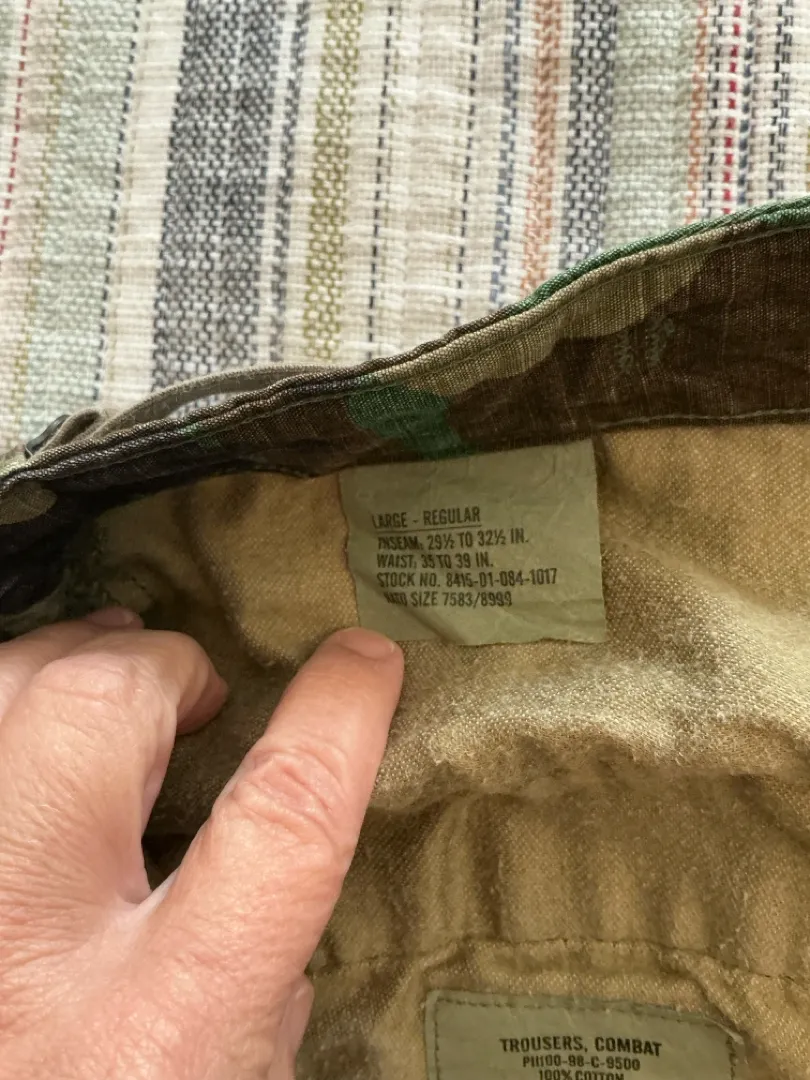 LARGE - REGULAR
INSEAM: 29½ TO 32½ IN.
WAIST: 35 TO 39 IN.
STOCK NO. 8415-01-084-1017
SIZE 7583/8999
TROUSERS, COMBAT
100% COTTON